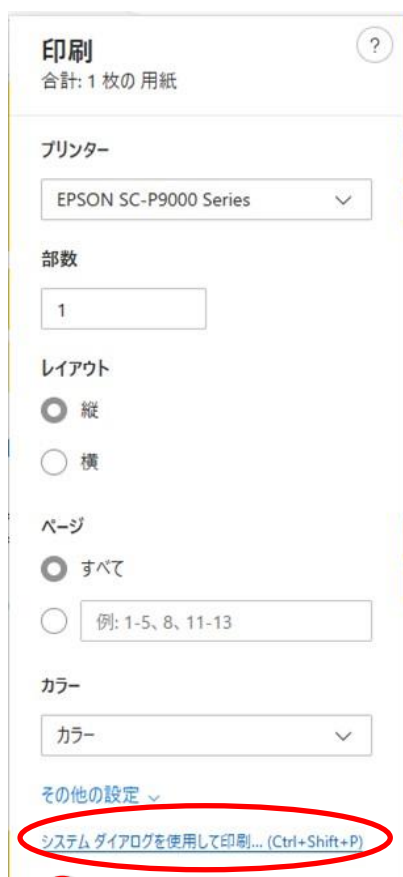 印刷
?
合計: 1 枚の 用紙
プリンター
EPSON SC-P9000 Series
部数
1
レイアウト
縦
横
ページ
すべて
例: 1-5、8、11-13
カラー
カラー
その他の設定
システム ダイアログを使用して印刷... (Ctrl+Shift+P)